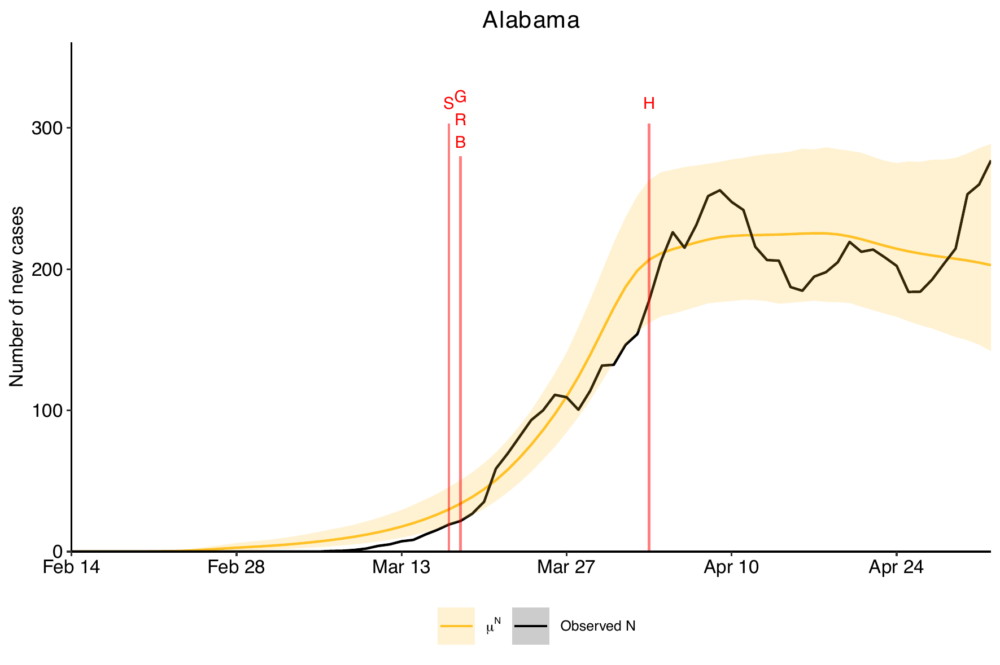 Alabama
Number of new cases
300
200
100
0
S
G
R
B
H
Feb 14
Feb 28
Mar 13
Mar 27
Apr 10
Apr 24
μᴺ
Observed N